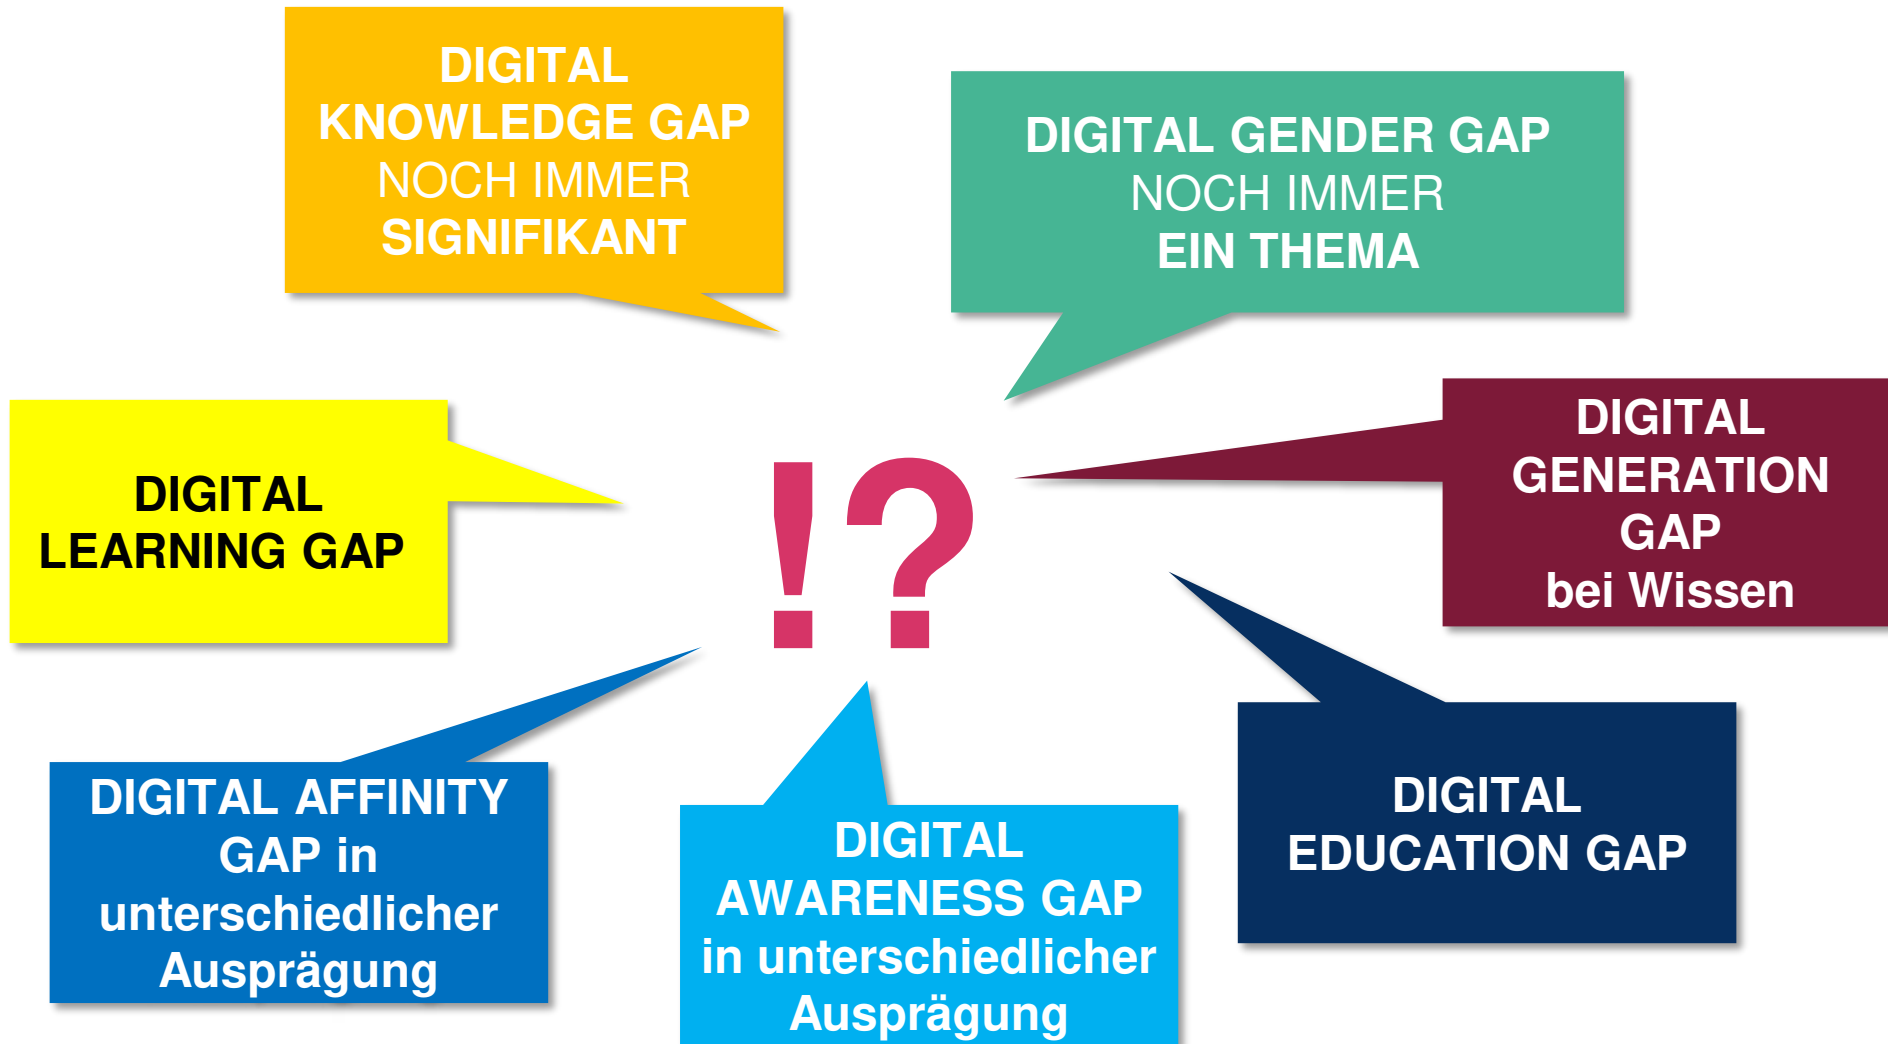 DIGITAL
KNOWLEDGE GAP
NOCH IMMER
SIGNIFIKANT
DIGITAL GENDER GAP
NOCH IMMER
EIN THEMA
DIGITAL
LEARNING GAP
!?
DIGITAL
GENERATION
GAP
bei Wissen
DIGITAL AFFINITY
GAP in
unterschiedlicher
Ausprägung
DIGITAL
AWARENESS GAP
in unterschiedlicher
Ausprägung
DIGITAL
EDUCATION GAP